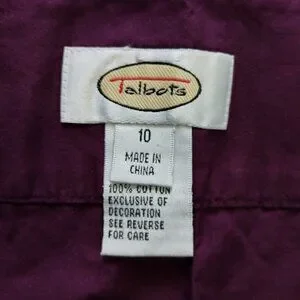 Talbots
10
MADE IN
CHINA
100% COTTON
EXCLUSIVE OF
DECORATION
SEE REVERSE
FOR CARE